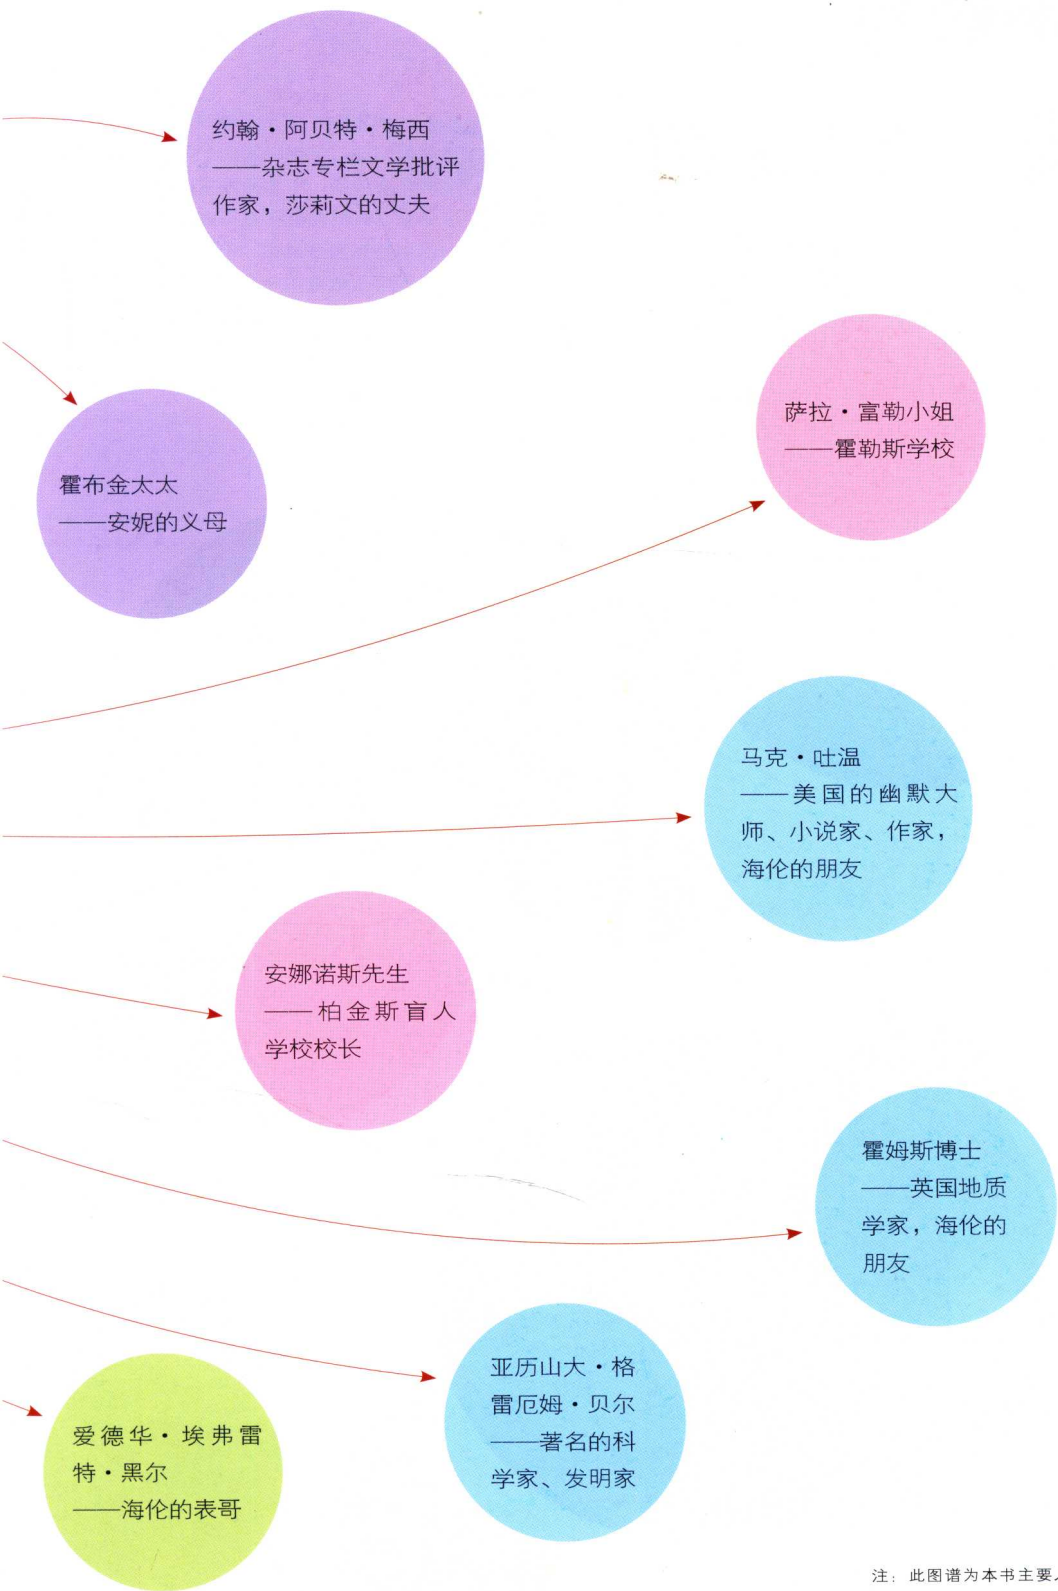 约翰·阿贝特·梅西
——杂志专栏文学批评
作家，莎莉文的丈夫
萨拉·富勒小姐
——霍勒斯学校
霍布金太太
——安妮的义母
马克·吐温
——美国的幽默大
师、小说家、作家，
海伦的朋友
安娜诺斯先生
——柏金斯盲人
学校校长
霍姆斯博士
——英国地质
学家，海伦的
朋友
亚历山大·格
雷厄姆·贝尔
——著名的科
学家、发明家
爱德华·埃弗雷
特·黑尔
——海伦的表哥
注：此图谱为本书主要